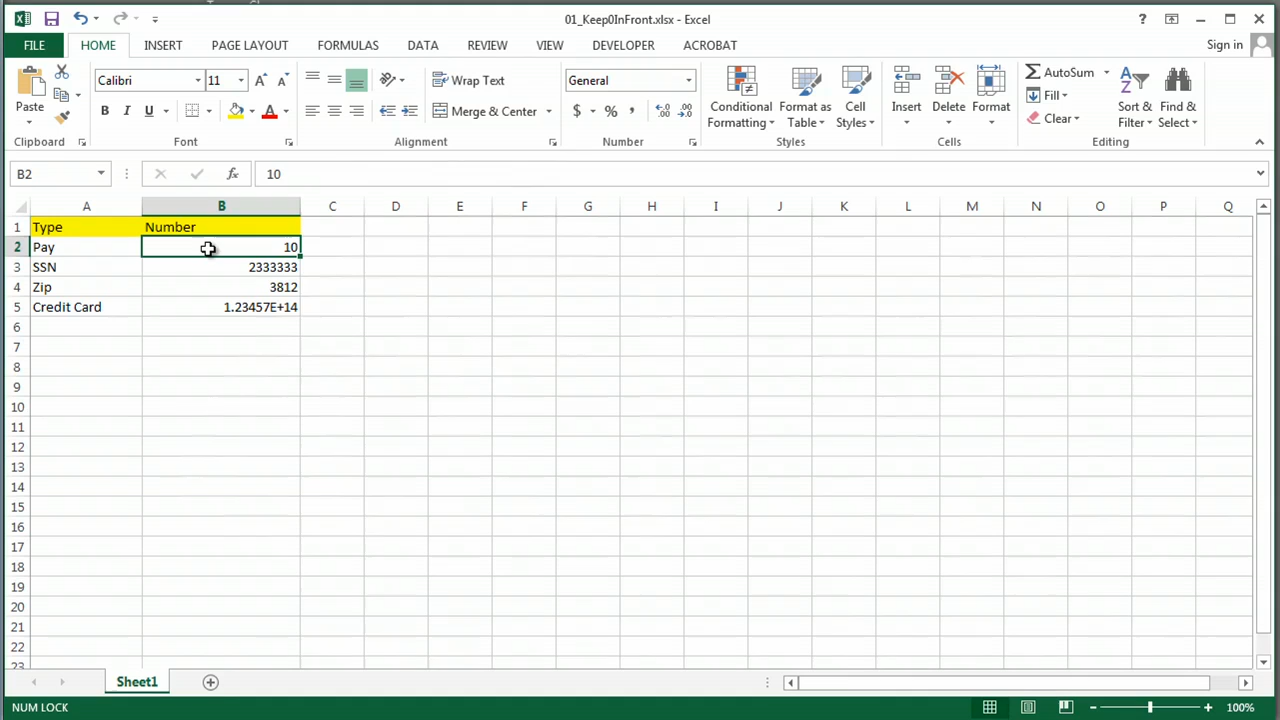 01_Keep0InFront.xlsx - Excel
?
FILE HOME INSERT PAGE LAYOUT FORMULAS DATA REVIEW VIEW DEVELOPER ACROBAT Sign in
Paste
Calibri 11
B I U
Wrap Text
Merge & Center
General
$ % ,
Conditional Formatting
Format as Table
Cell Styles
Insert
Delete
Format
AutoSum
Fill
Clear
Sort & Filter
Find & Select
Clipboard Font Alignment Number Styles Cells Editing
B2 fx 10
A B C D E F G H I J K L M N O P Q
1 Type Number
2 Pay 10
3 SSN 2333333
4 Zip 3812
5 Credit Card 1.23457E+14
6
7
8
9
10
11
12
13
14
15
16
17
18
19
20
21
22
23
Sheet1
NUM LOCK 100%